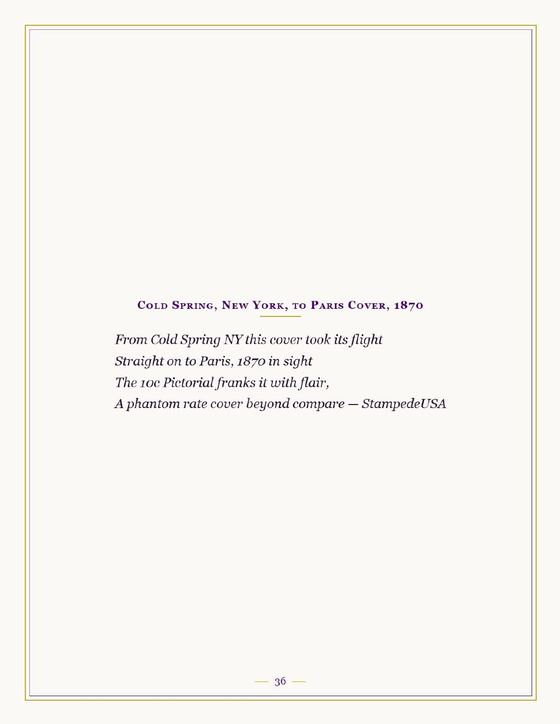 Cold Spring, New York, to Paris Cover, 1870
From Cold Spring NY this cover took its flight
Straight on to Paris, 1870 in sight
The 10c Pictorial franks it with flair,
A phantom rate cover beyond compare — StampedeUSA
— 36 —